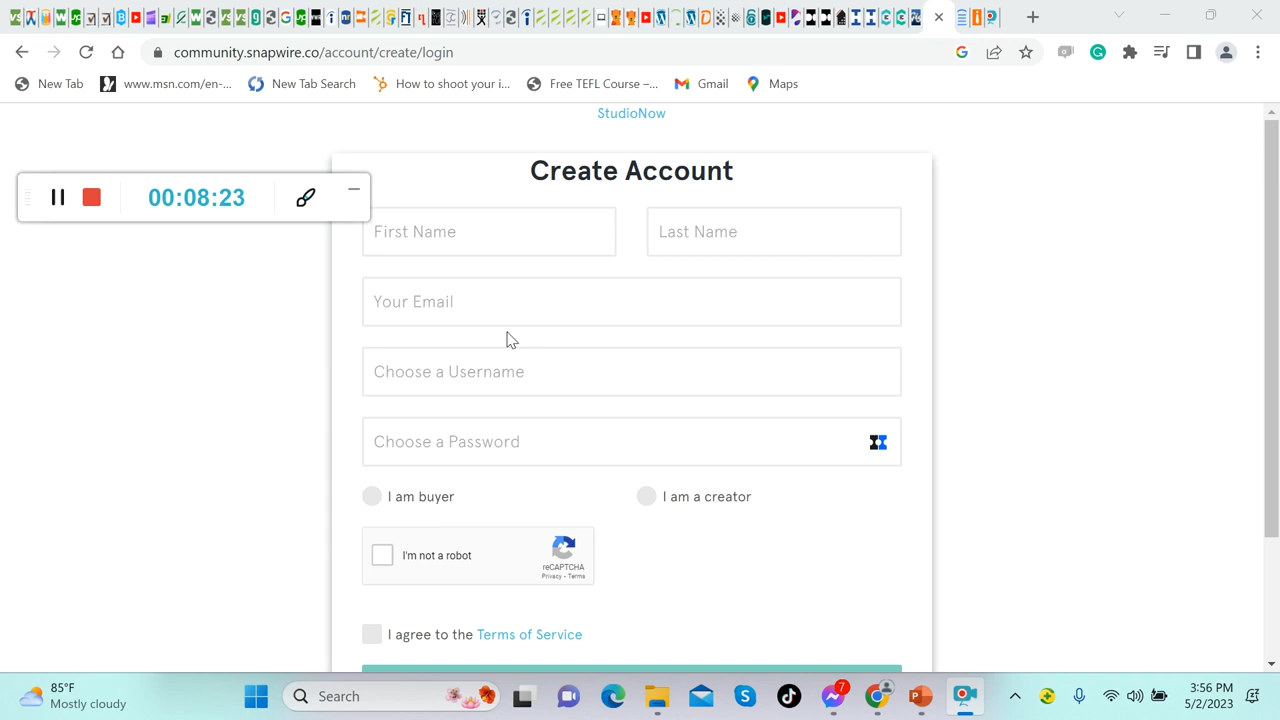 community.snapwire.co/account/create/login
New Tab
www.msn.com/en-...
New Tab Search
How to shoot your i...
Free TEFL Course –...
Gmail
Maps
StudioNow
Create Account
00:08:23
First Name
Last Name
Your Email
Choose a Username
Choose a Password
I am buyer
I am a creator
I'm not a robot
reCAPTCHA
Privacy - Terms
I agree to the Terms of Service
85°F
Mostly cloudy
Search
7
3:56 PM
5/2/2023